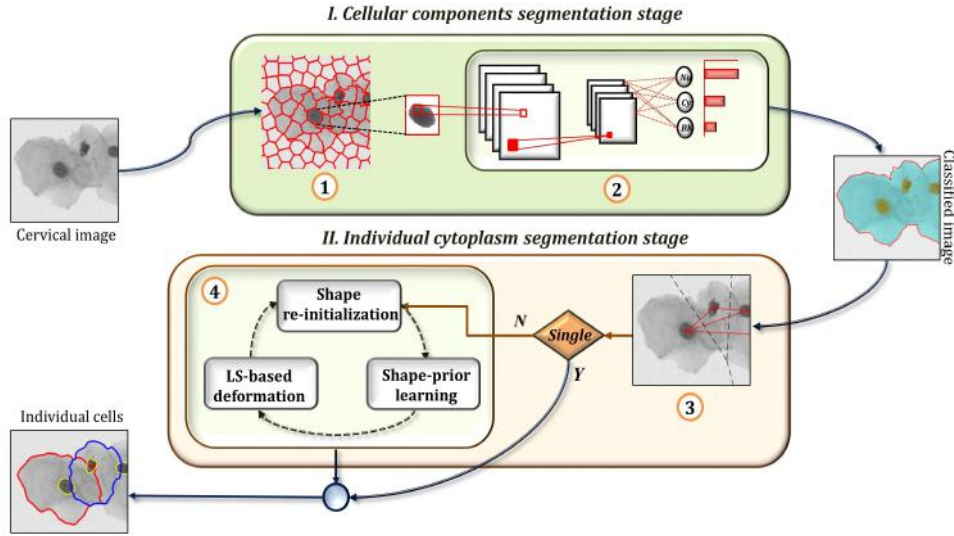 I. Cellular components segmentation stage
Nu
Cy
Bk
1
2
Cervical image
Classified image
II. Individual cytoplasm segmentation stage
4
Shape
re-initialization
N
Single
Y
LS-based
deformation
Shape-prior
learning
3
Individual cells